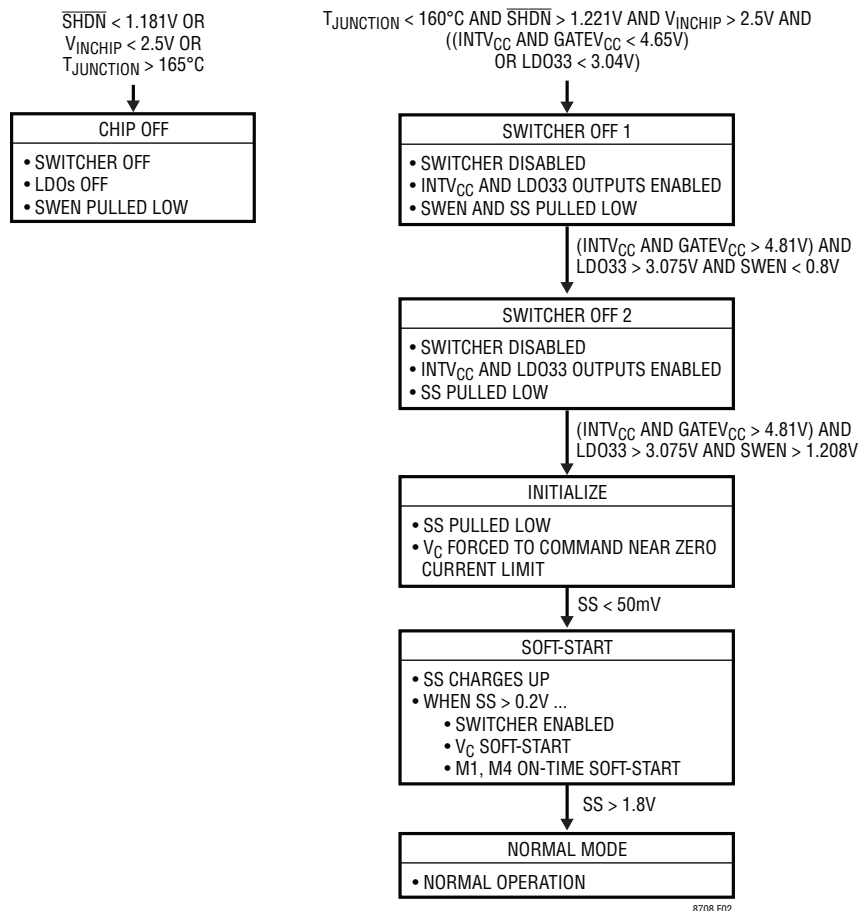 SHDN < 1.181V OR
VINCHIP < 2.5V OR
TJUNCTION > 165°C
CHIP OFF
• SWITCHER OFF
• LDOs OFF
• SWEN PULLED LOW
TJUNCTION < 160°C AND SHDN > 1.221V AND VINCHIP > 2.5V AND
((INTVCC AND GATEVCC < 4.65V)
OR LDO33 < 3.04V)
SWITCHER OFF 1
• SWITCHER DISABLED
• INTVCC AND LDO33 OUTPUTS ENABLED
• SWEN AND SS PULLED LOW
(INTVCC AND GATEVCC > 4.81V) AND
LDO33 > 3.075V AND SWEN < 0.8V
SWITCHER OFF 2
• SWITCHER DISABLED
• INTVCC AND LDO33 OUTPUTS ENABLED
• SS PULLED LOW
(INTVCC AND GATEVCC > 4.81V) AND
LDO33 > 3.075V AND SWEN > 1.208V
INITIALIZE
• SS PULLED LOW
• VC FORCED TO COMMAND NEAR ZERO
CURRENT LIMIT
SS < 50mV
SOFT-START
• SS CHARGES UP
• WHEN SS > 0.2V ...
• SWITCHER ENABLED
• VC SOFT-START
• M1, M4 ON-TIME SOFT-START
SS > 1.8V
NORMAL MODE
• NORMAL OPERATION
8708 F02